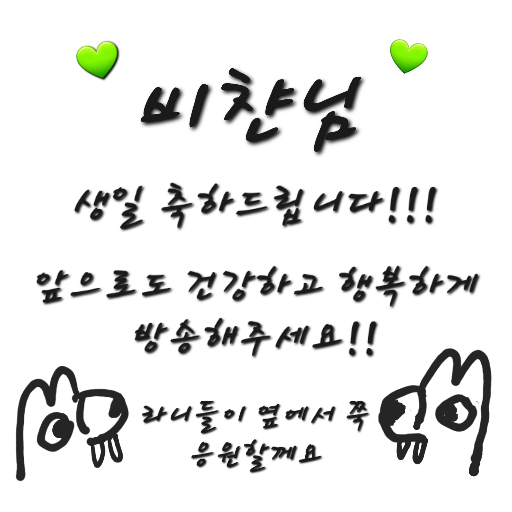 비챤님
생일 축하드립니다!!!
앞으로도 건강하고 행복하게
방송해주세요!!
라니들이 옆에서 쭉
응원할께요